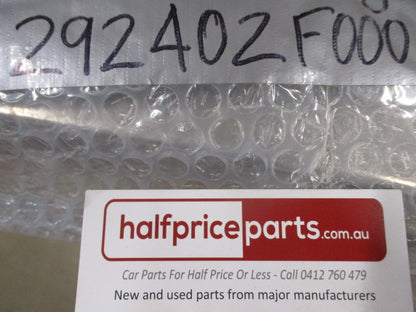 292402F000
halfpriceparts.com.au
Car Parts For Half Price Or Less - Call 0412 760 479
New and used parts from major manufacturers